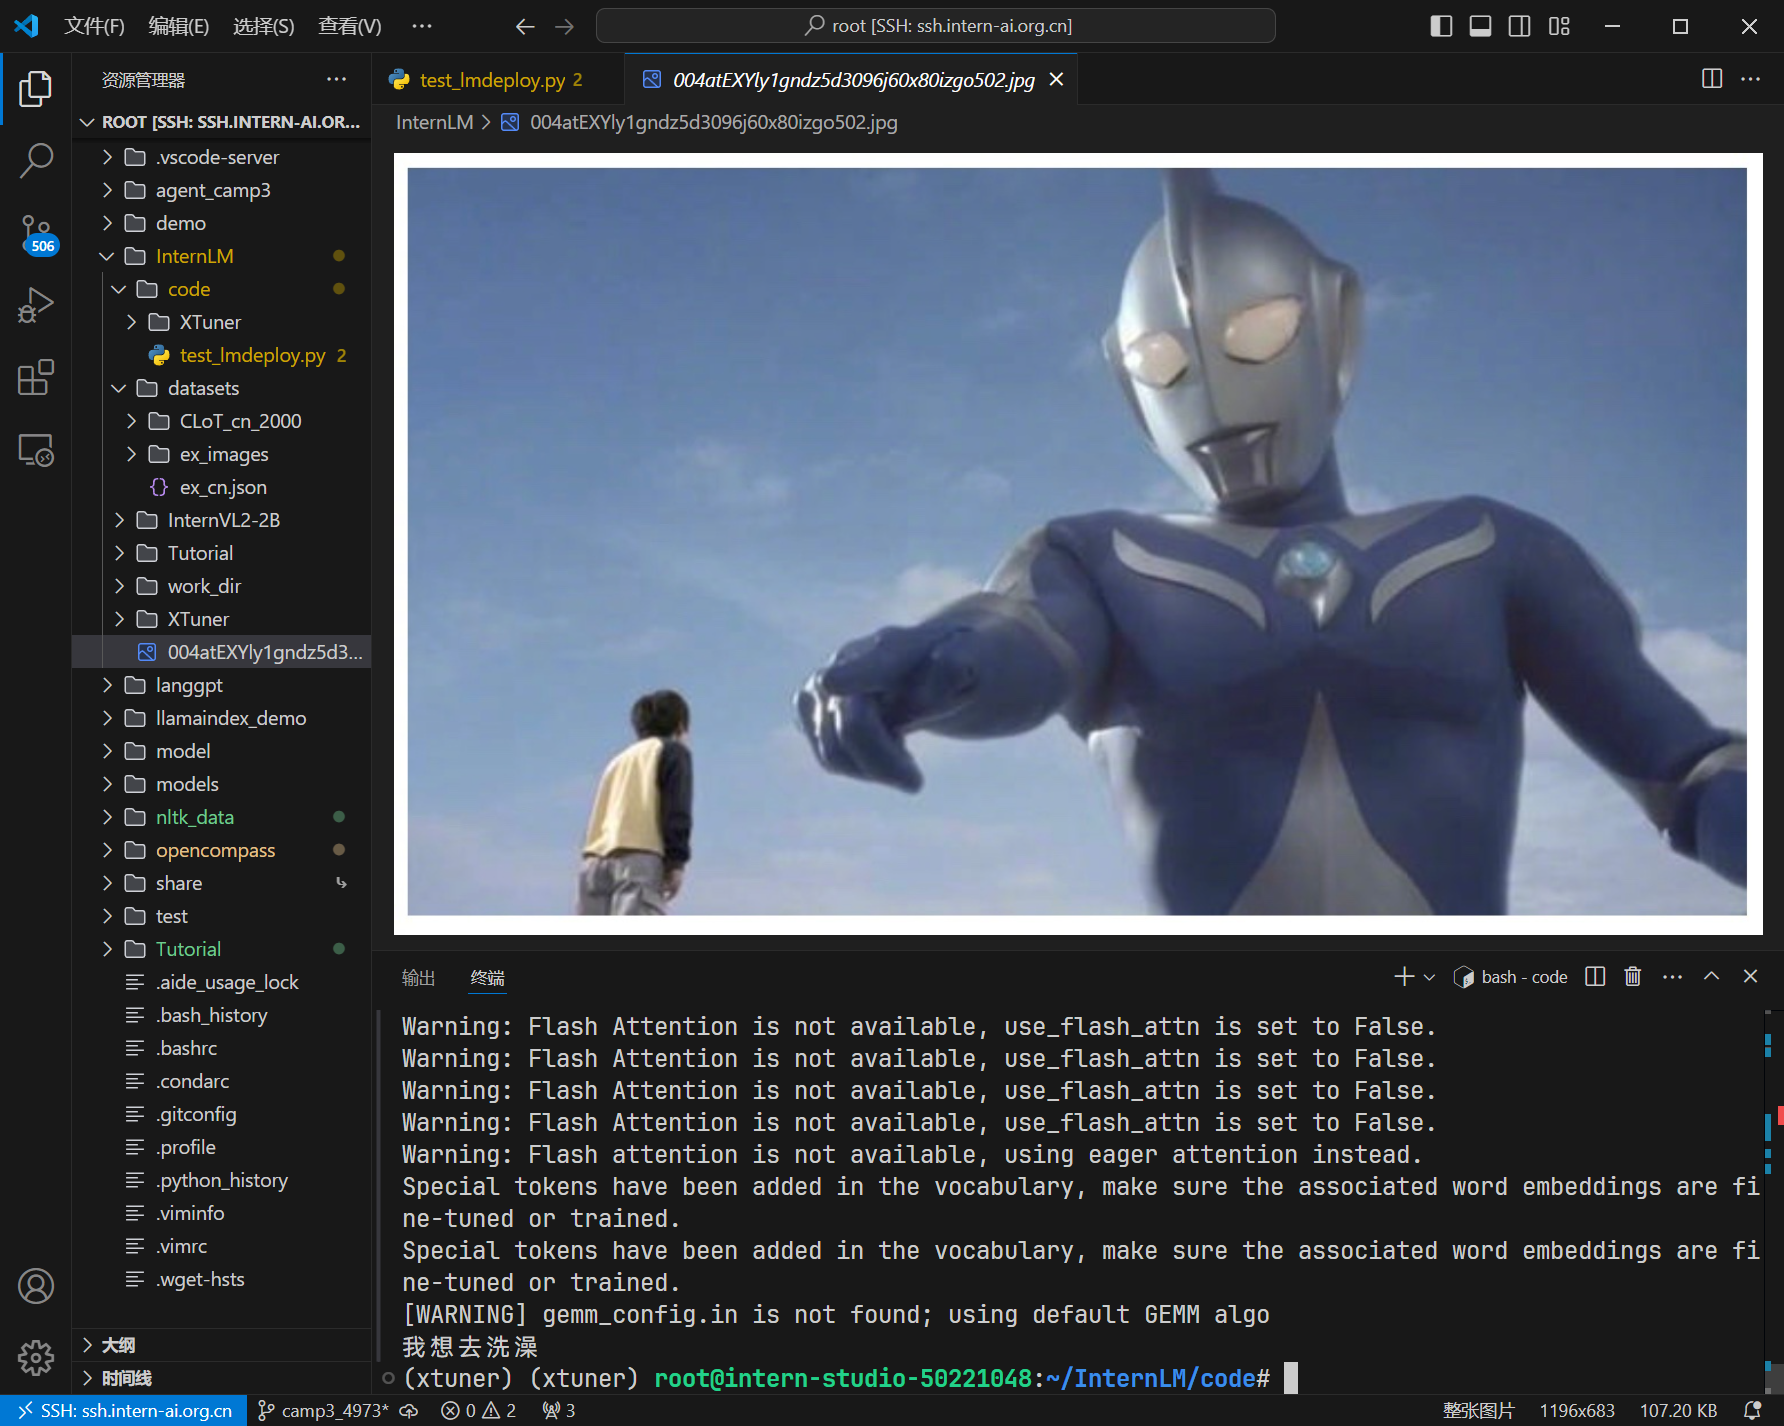 文件(F) 编辑(E) 选择(S) 查看(V) ··· root [SSH: ssh.intern-ai.org.cn]
资源管理器
ROOT [SSH: SSH.INTERN-AI.OR...
.vscode-server
agent_camp3
demo
InternLM
code
XTuner
test_lmdeploy.py 2
datasets
CLoT_cn_2000
ex_images
ex_cn.json
InternVL2-2B
Tutorial
work_dir
XTuner
004atEXYly1gndz5d3...
langgpt
llamaindex_demo
model
models
nltk_data
opencompass
share
test
Tutorial
.aide_usage_lock
.bash_history
.bashrc
.condarc
.gitconfig
.profile
.python_history
.viminfo
.vimrc
.wget-hsts
大纲
时间线
506
test_lmdeploy.py 2 004atEXYly1gndz5d3096j60x80izgo502.jpg
InternLM > 004atEXYly1gndz5d3096j60x80izgo502.jpg
输出 终端 bash - code
Warning: Flash Attention is not available, use_flash_attn is set to False.
Warning: Flash Attention is not available, use_flash_attn is set to False.
Warning: Flash Attention is not available, use_flash_attn is set to False.
Warning: Flash Attention is not available, use_flash_attn is set to False.
Warning: Flash attention is not available, using eager attention instead.
Special tokens have been added in the vocabulary, make sure the associated word embeddings are fi
ne-tuned or trained.
Special tokens have been added in the vocabulary, make sure the associated word embeddings are fi
ne-tuned or trained.
[WARNING] gemm_config.in is not found; using default GEMM algo
我想去洗澡
(xtuner) (xtuner) root@intern-studio-50221048:~/InternLM/code#
SSH: ssh.intern-ai.org.cn camp3_4973* 0 2 3 整张图片 1196x683 107.20 KB